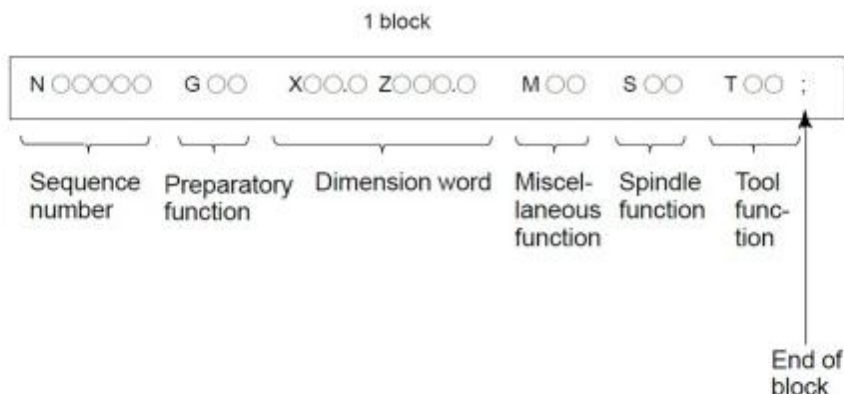 1 block
N ○○○○○ G ○○ X○○.○ Z○○○.○ M ○○ S ○○ T ○○ ;
Sequence number
Preparatory function
Dimension word
Miscel-
laneous
function
Spindle
function
Tool
func-
tion
End of
block